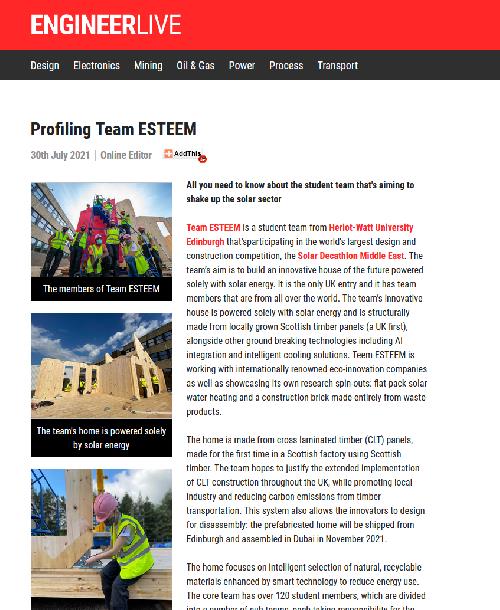 ENGINEERLIVE
Design Electronics Mining Oil & Gas Power Process Transport
Profiling Team ESTEEM
30th July 2021 | Online Editor AddThis
The members of Team ESTEEM
The team's home is powered solely
by solar energy
All you need to know about the student team that's aiming to
shake up the solar sector
Team ESTEEM is a student team from Heriot-Watt University
Edinburgh that'sparticipating in the world's largest design and
construction competition, the Solar Decathlon Middle East. The
team's aim is to build an innovative house of the future powered
solely with solar energy. It is the only UK entry and it has team
members that are from all over the world. The team's innovative
house is powered solely with solar energy and is structurally
made from locally grown Scottish timber panels (a UK first),
alongside other ground breaking technologies including AI
integration and intelligent cooling solutions. Team ESTEEM is
working with internationally renowned eco-innovation companies
as well as showcasing its own research spin outs: flat pack solar
water heating and a construction brick made entirely from waste
products.
The home is made from cross laminated timber (CLT) panels,
made for the first time in a Scottish factory using Scottish
timber. The team hopes to justify the extended implementation
of CLT construction throughout the UK, while promoting local
industry and reducing carbon emissions from timber
transportation. This system also allows the innovators to design
for disassembly: the prefabricated home will be shipped from
Edinburgh and assembled in Dubai in November 2021.
The home focuses on intelligent selection of natural, recyclable
materials enhanced by smart technology to reduce energy use.
The core team has over 120 student members, which are divided
into a number of sub teams, each taking responsibility for the